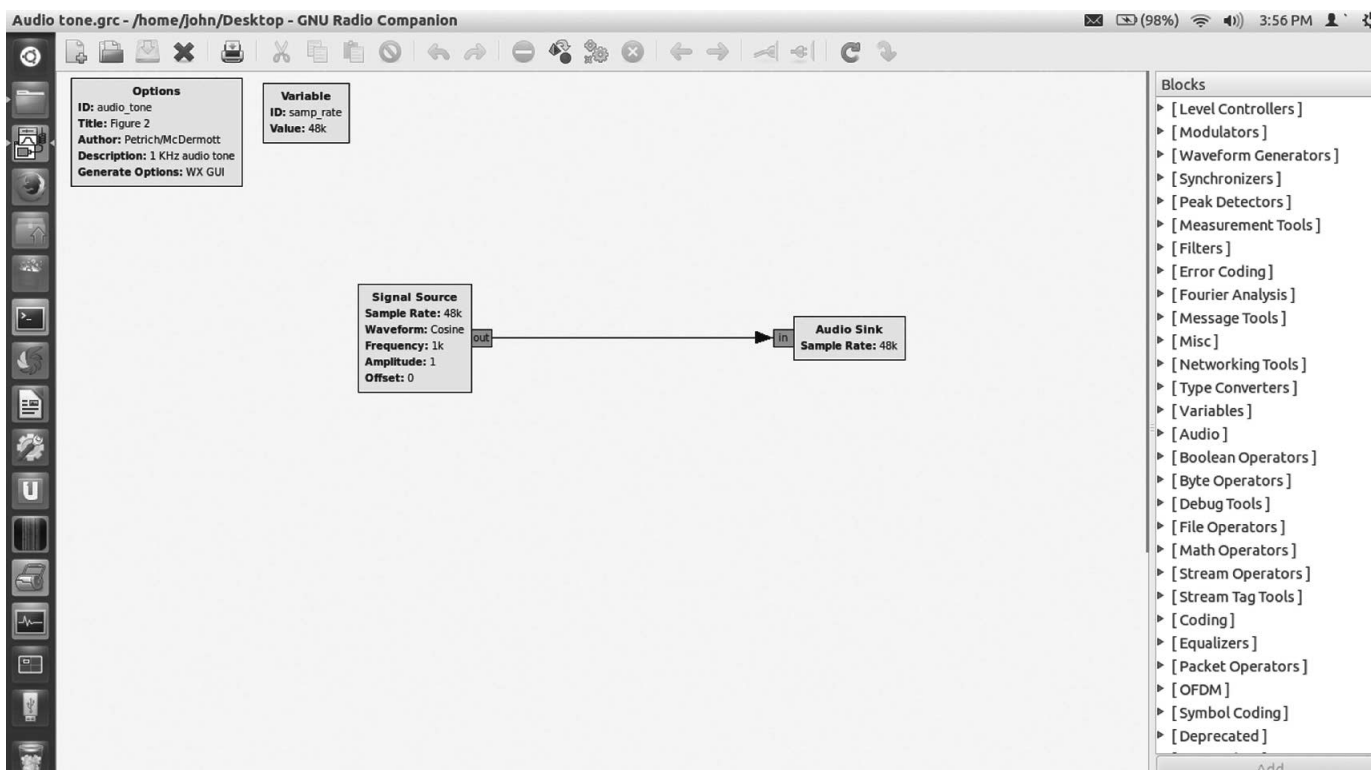 Audio tone.grc - /home/john/Desktop - GNU Radio Companion
(98%)
3:56 PM
Options
ID: audio_tone
Title: Figure 2
Author: Petrich/McDermott
Description: 1 KHz audio tone
Generate Options: WX GUI
Variable
ID: samp_rate
Value: 48k
Signal Source
Sample Rate: 48k
Waveform: Cosine
Frequency: 1k
Amplitude: 1
Offset: 0
out
in
Audio Sink
Sample Rate: 48k
Blocks
[ Level Controllers ]
[ Modulators ]
[ Waveform Generators ]
[ Synchronizers ]
[ Peak Detectors ]
[ Measurement Tools ]
[ Filters ]
[ Error Coding ]
[ Fourier Analysis ]
[ Message Tools ]
[ Misc ]
[ Networking Tools ]
[ Type Converters ]
[ Variables ]
[ Audio ]
[ Boolean Operators ]
[ Byte Operators ]
[ Debug Tools ]
[ File Operators ]
[ Math Operators ]
[ Stream Operators ]
[ Stream Tag Tools ]
[ Coding ]
[ Equalizers ]
[ Packet Operators ]
[ OFDM ]
[ Symbol Coding ]
[ Deprecated ]